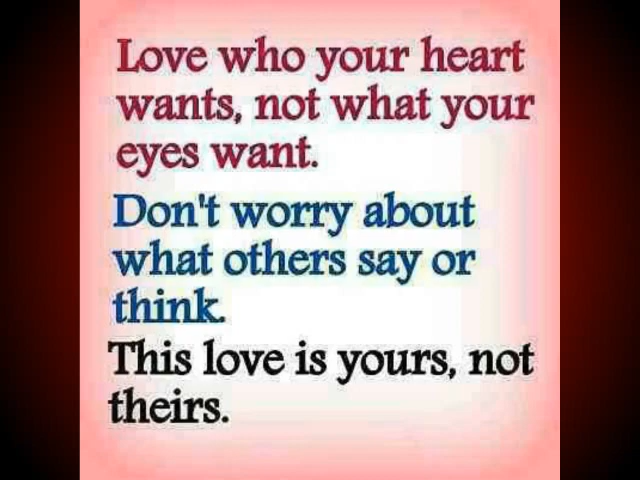 Love who your heart
wants, not what your
eyes want.
Don't worry about
what others say or
think.
This love is yours, not
theirs.